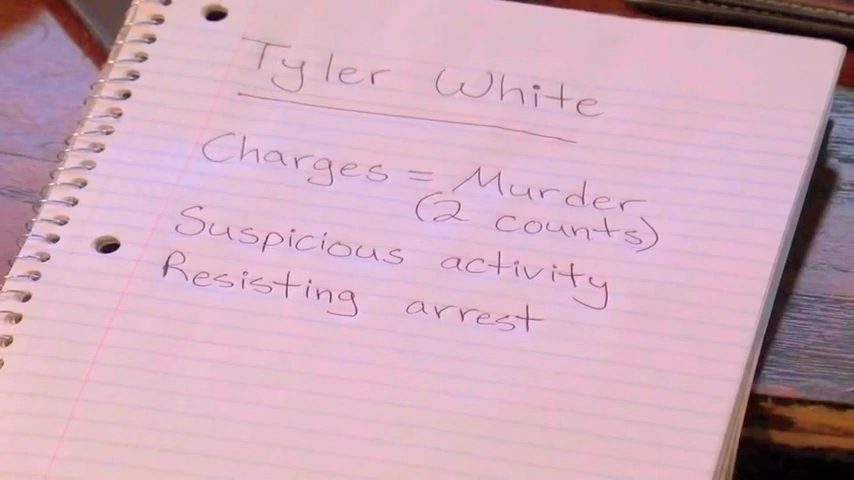 Tyler White
Charges = Murder
(2 counts)
Suspicious activity
Resisting arrest